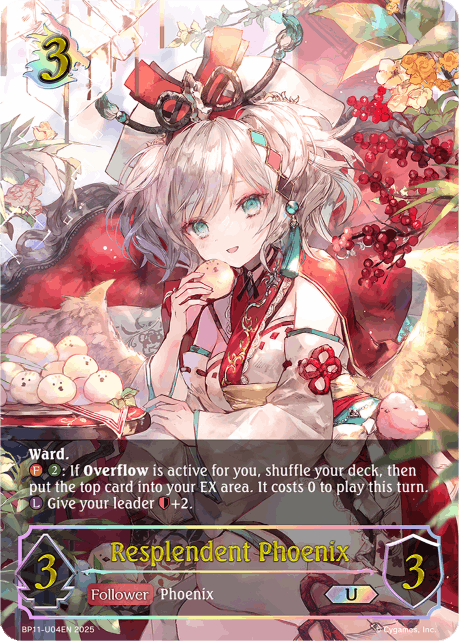 3
Ward.
F 2: If Overflow is active for you, shuffle your deck, then
put the top card into your EX area. It costs 0 to play this turn.
L Give your leader +2.
Resplendent Phoenix
3
3
Follower Phoenix
U
BP11-U04EN 2025
© Cygames, Inc.